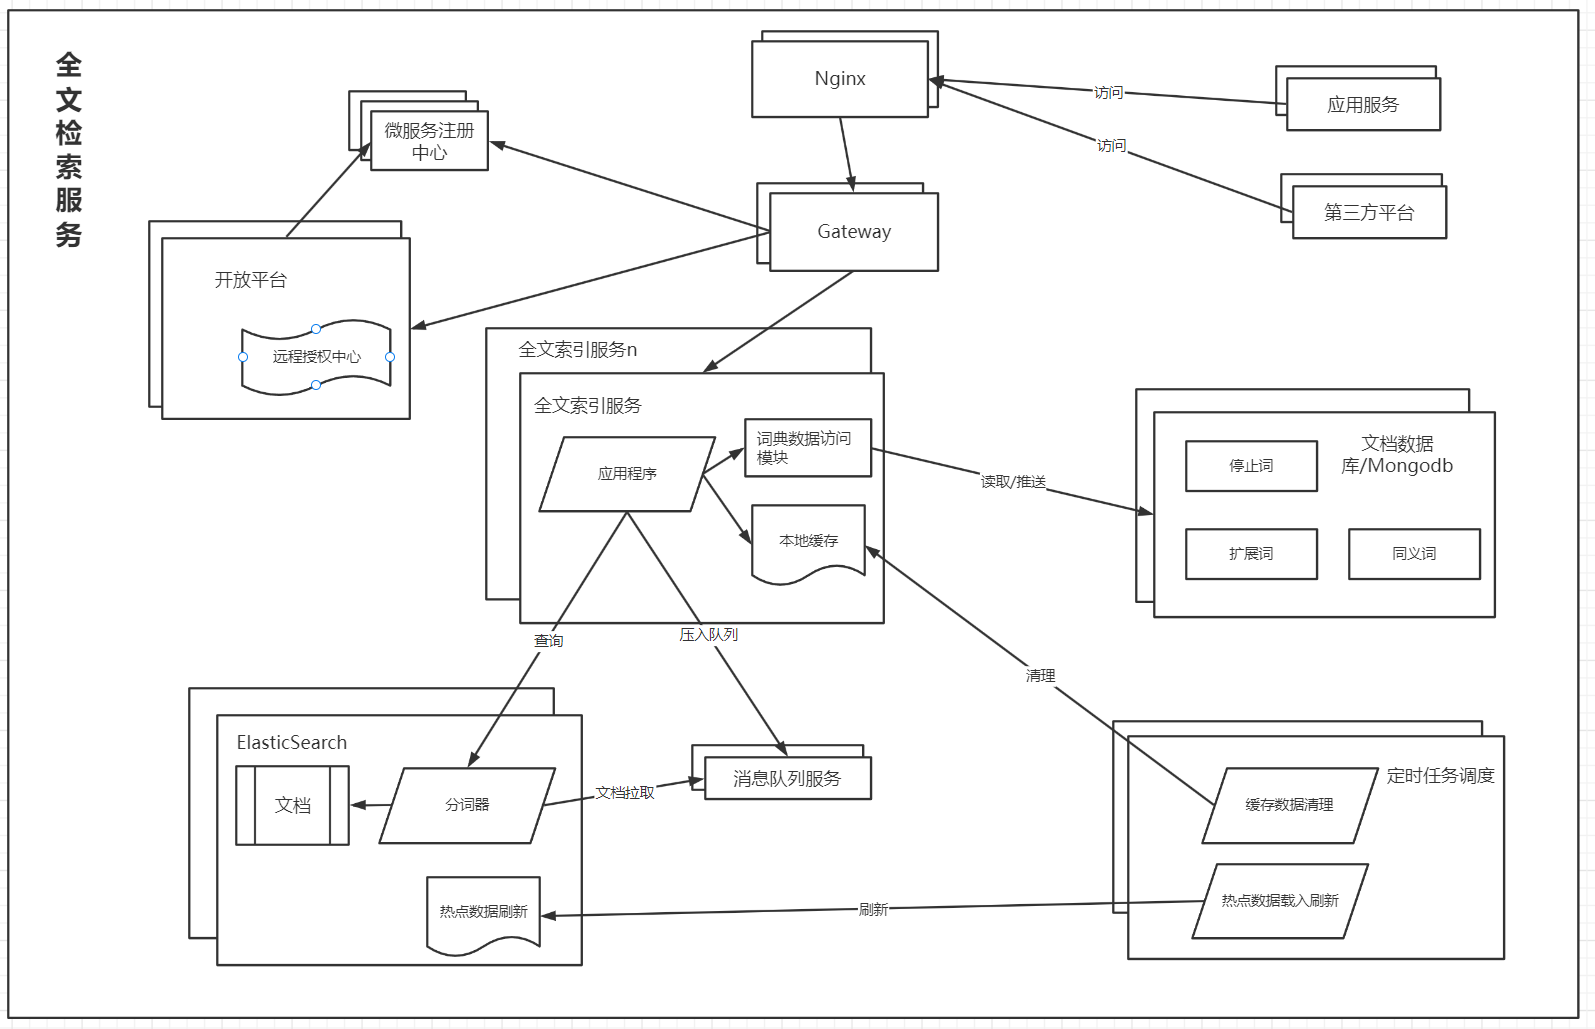 全文检索服务
Nginx
访问
应用服务
微服务注册
中心
访问
第三方平台
Gateway
开放平台
远程授权中心
全文索引服务n
全文索引服务
应用程序
词典数据访问
模块
本地缓存
读取/推送
文档数据
库/Mongodb
停止词
扩展词
同义词
查询
压入队列
清理
ElasticSearch
文档
分词器
文档拉取
消息队列服务
定时任务调度
缓存数据清理
热点数据刷新
刷新
热点数据载入刷新